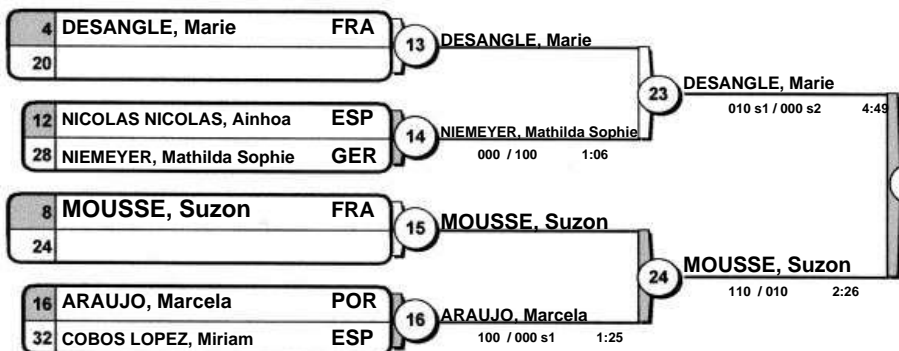 4 DESANGLE, Marie FRA
20
13 DESANGLE, Marie
12 NICOLAS NICOLAS, Ainhoa ESP
28 NIEMEYER, Mathilda Sophie GER
14 NIEMEYER, Mathilda Sophie
000 / 100 1:06
23 DESANGLE, Marie
010 s1 / 000 s2 4:49
8 MOUSSE, Suzon FRA
24
15 MOUSSE, Suzon
16 ARAUJO, Marcela POR
32 COBOS LOPEZ, Miriam ESP
16 ARAUJO, Marcela
100 / 000 s1 1:25
24 MOUSSE, Suzon
110 / 010 2:26